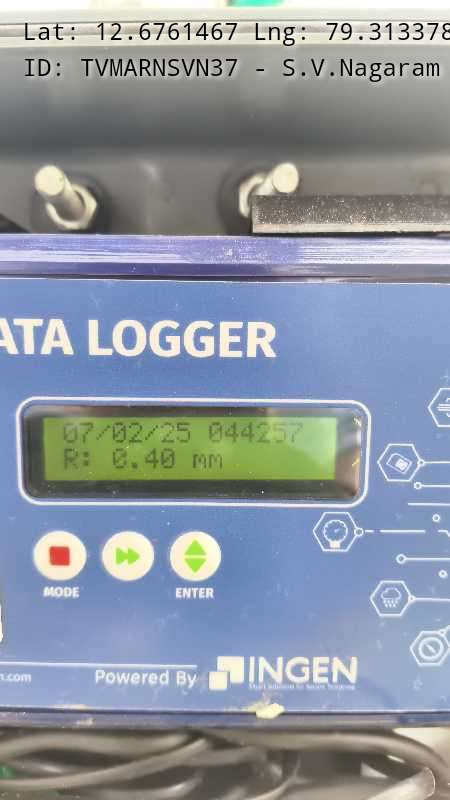 Lat: 12.6761467 Lng: 79.313378
ID: TVMARNSVN37 - S.V.Nagaram
ATA LOGGER
07/02/25 044257
R: 0.40 mm
MODE
ENTER
n.com
Powered By INGEN